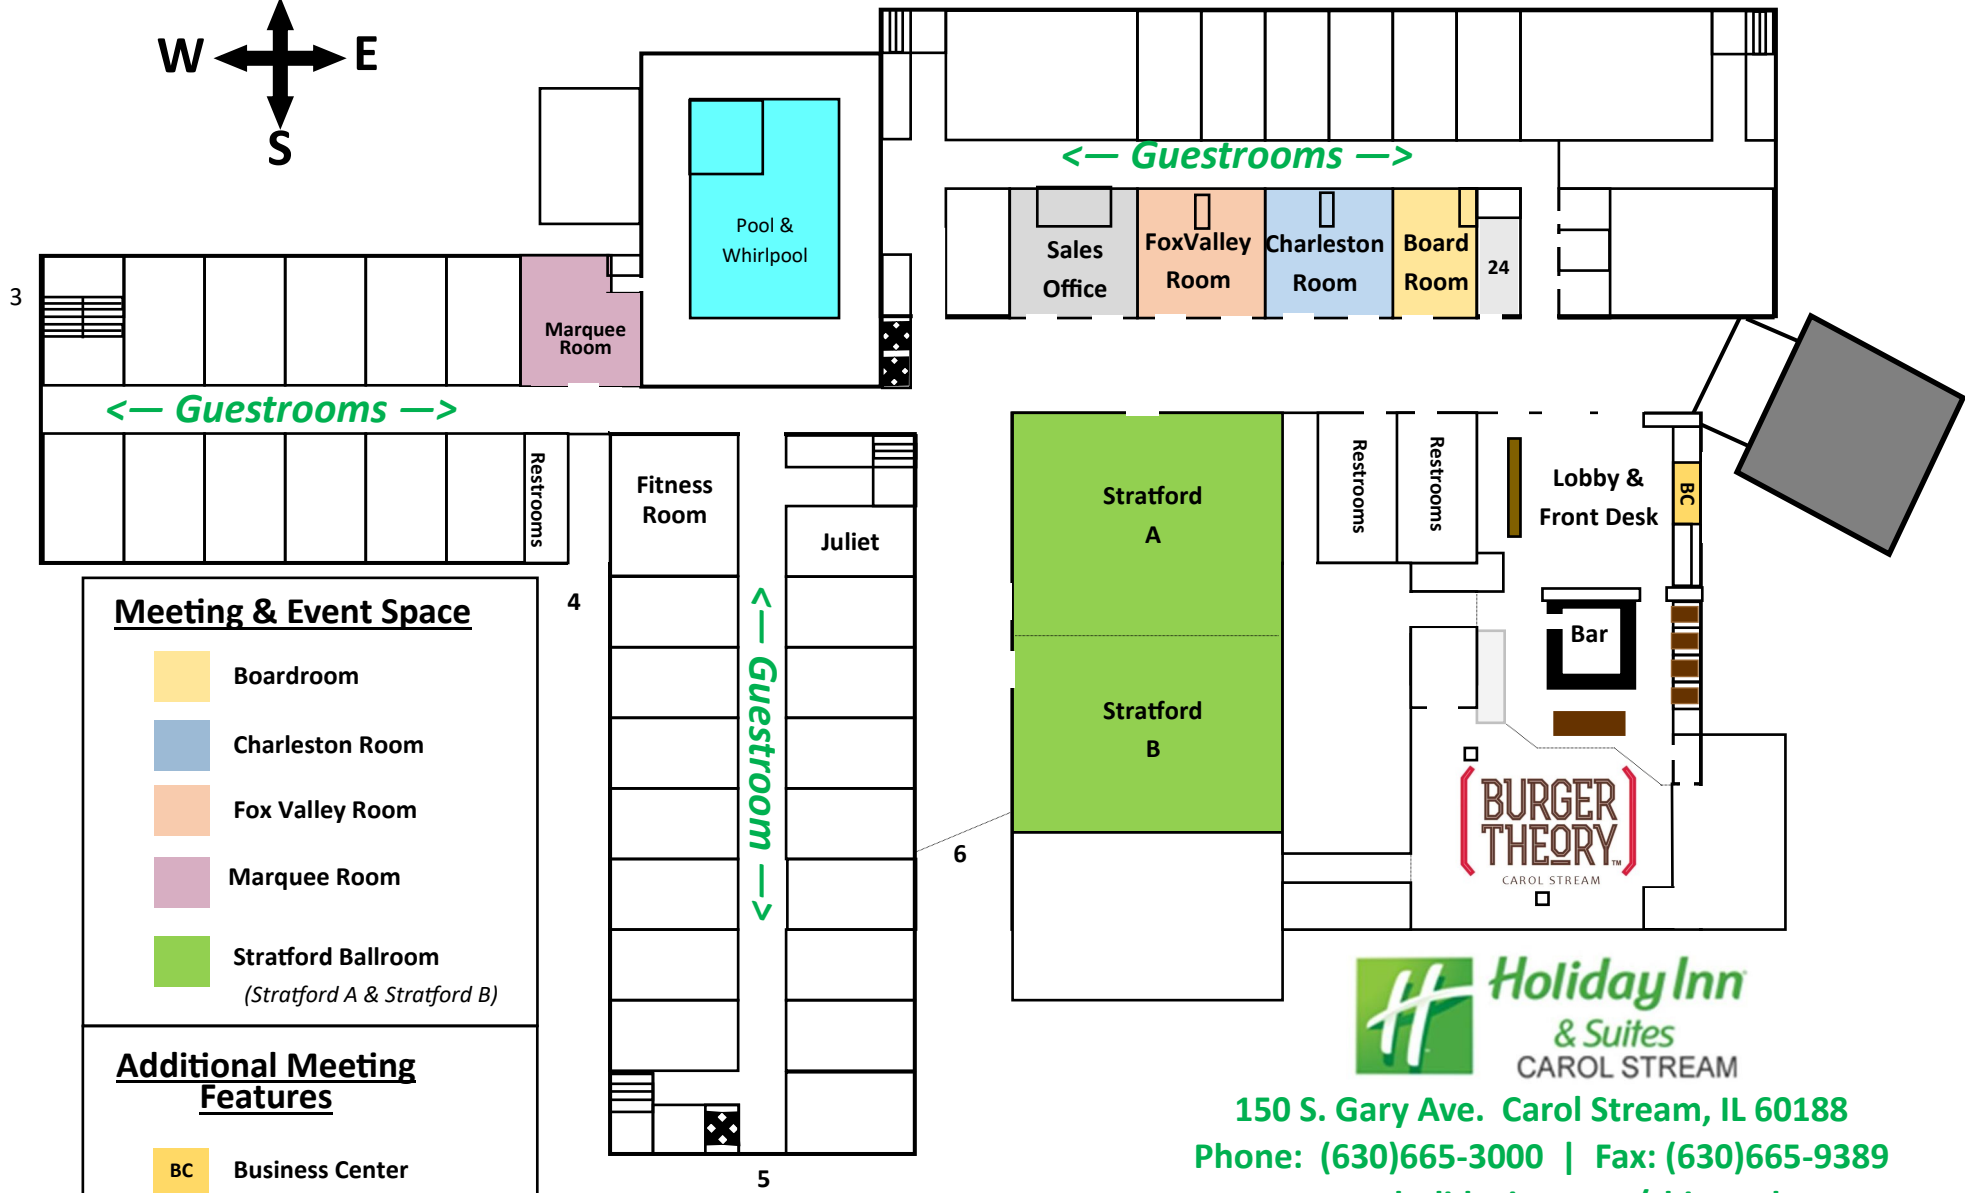 W E
S
<— Guestrooms —>
Pool &
Whirlpool
Sales
Office
FoxValley
Room
Charleston
Room
Board
Room
24
3
Marquee
Room
<— Guestrooms —>
Restrooms
Fitness
Room
Juliet
Stratford
A
Restrooms
Restrooms
Lobby &
Front Desk
BC
Bar
4
<— Guestroom —>
Stratford
B
6
BURGER
THEORY™
CAROL STREAM
5
Meeting & Event Space
Boardroom
Charleston Room
Fox Valley Room
Marquee Room
Stratford Ballroom
(Stratford A & Stratford B)
Additional Meeting
Features
BC Business Center
H Holiday Inn
& Suites
CAROL STREAM
150 S. Gary Ave. Carol Stream, IL 60188
Phone: (630)665-3000 | Fax: (630)665-9389